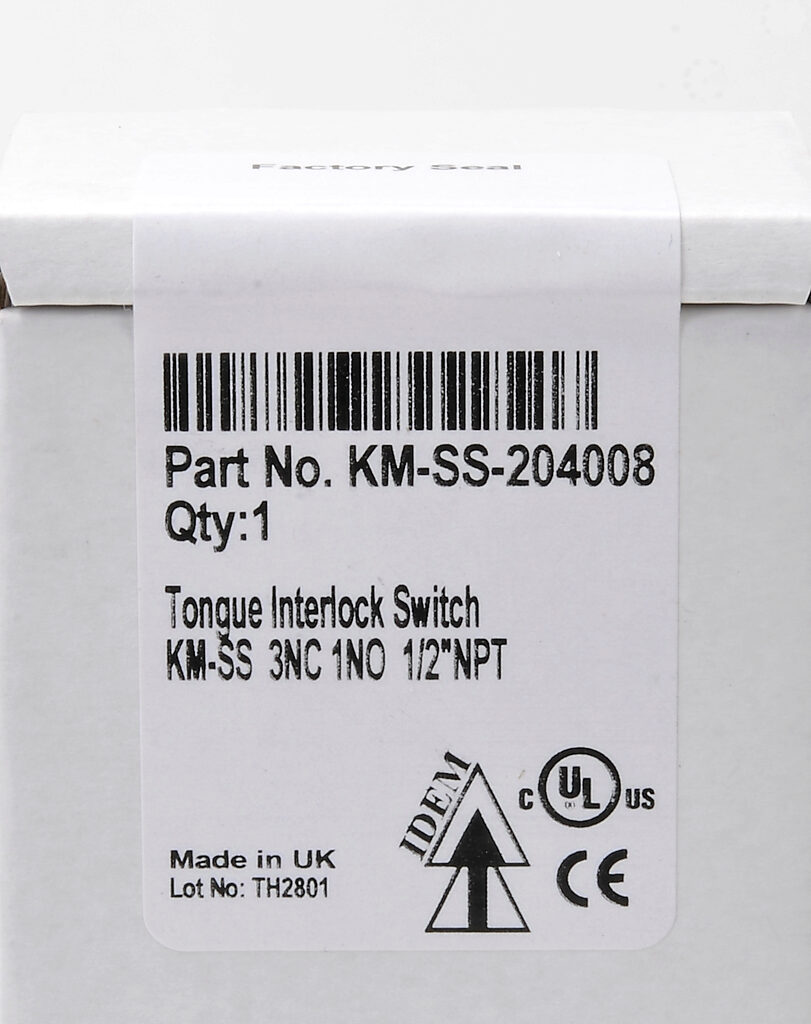 Factory Seal
Part No. KM-SS-204008
Qty:1
Tongue Interlock Switch
KM-SS 3NC 1NO 1/2"NPT
IDEM
C UL US
CE
Made in UK
Lot No: TH2801